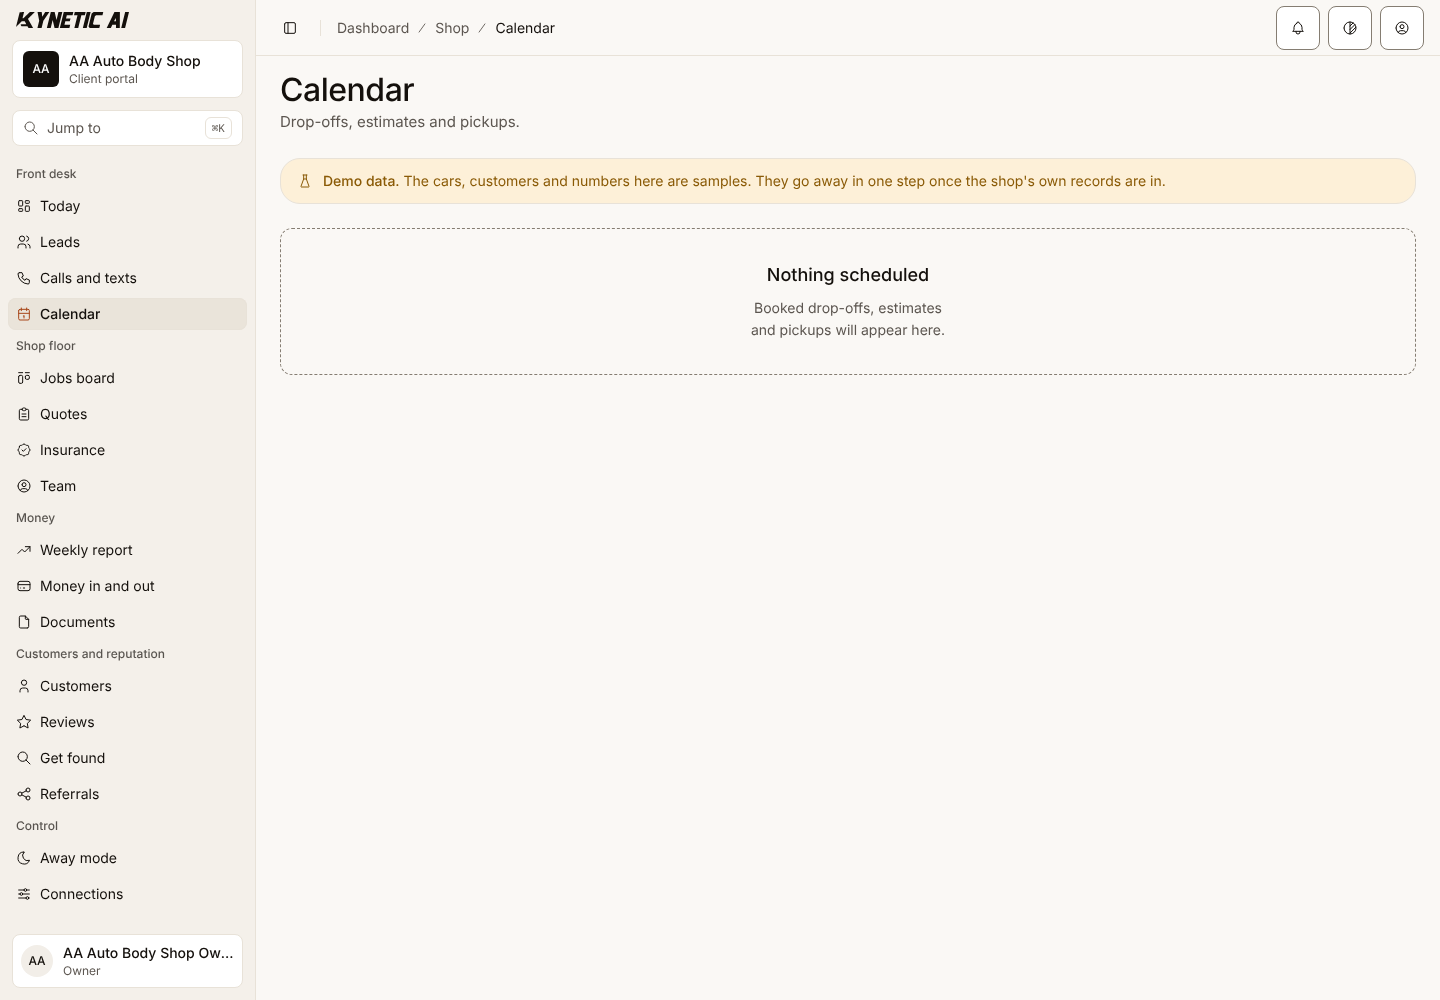 KYNETIC AI
AA
AA Auto Body Shop
Client portal
Jump to
⌘K
Front desk
Today
Leads
Calls and texts
Calendar
Shop floor
Jobs board
Quotes
Insurance
Team
Money
Weekly report
Money in and out
Documents
Customers and reputation
Customers
Reviews
Get found
Referrals
Control
Away mode
Connections
AA
AA Auto Body Shop Ow...
Owner
Dashboard / Shop / Calendar
Calendar
Drop-offs, estimates and pickups.
Demo data. The cars, customers and numbers here are samples. They go away in one step once the shop's own records are in.
Nothing scheduled
Booked drop-offs, estimates
and pickups will appear here.